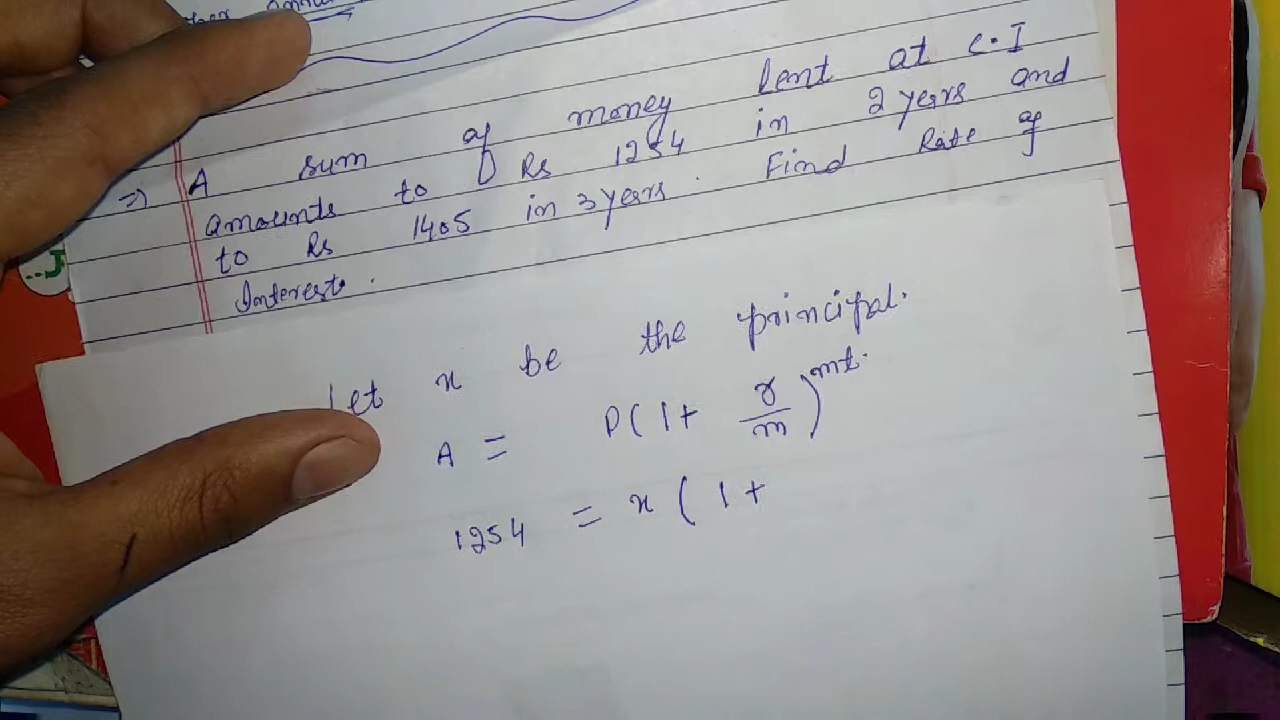 =) A sum of money lent at C.I
amounts to Rs 1254 in 2 years and
to Rs 1405 in 3 years. Find Rate of
Interest.
Let x be the principal.
A = P(1+ r/m)^mt.
1254 = x ( 1 +